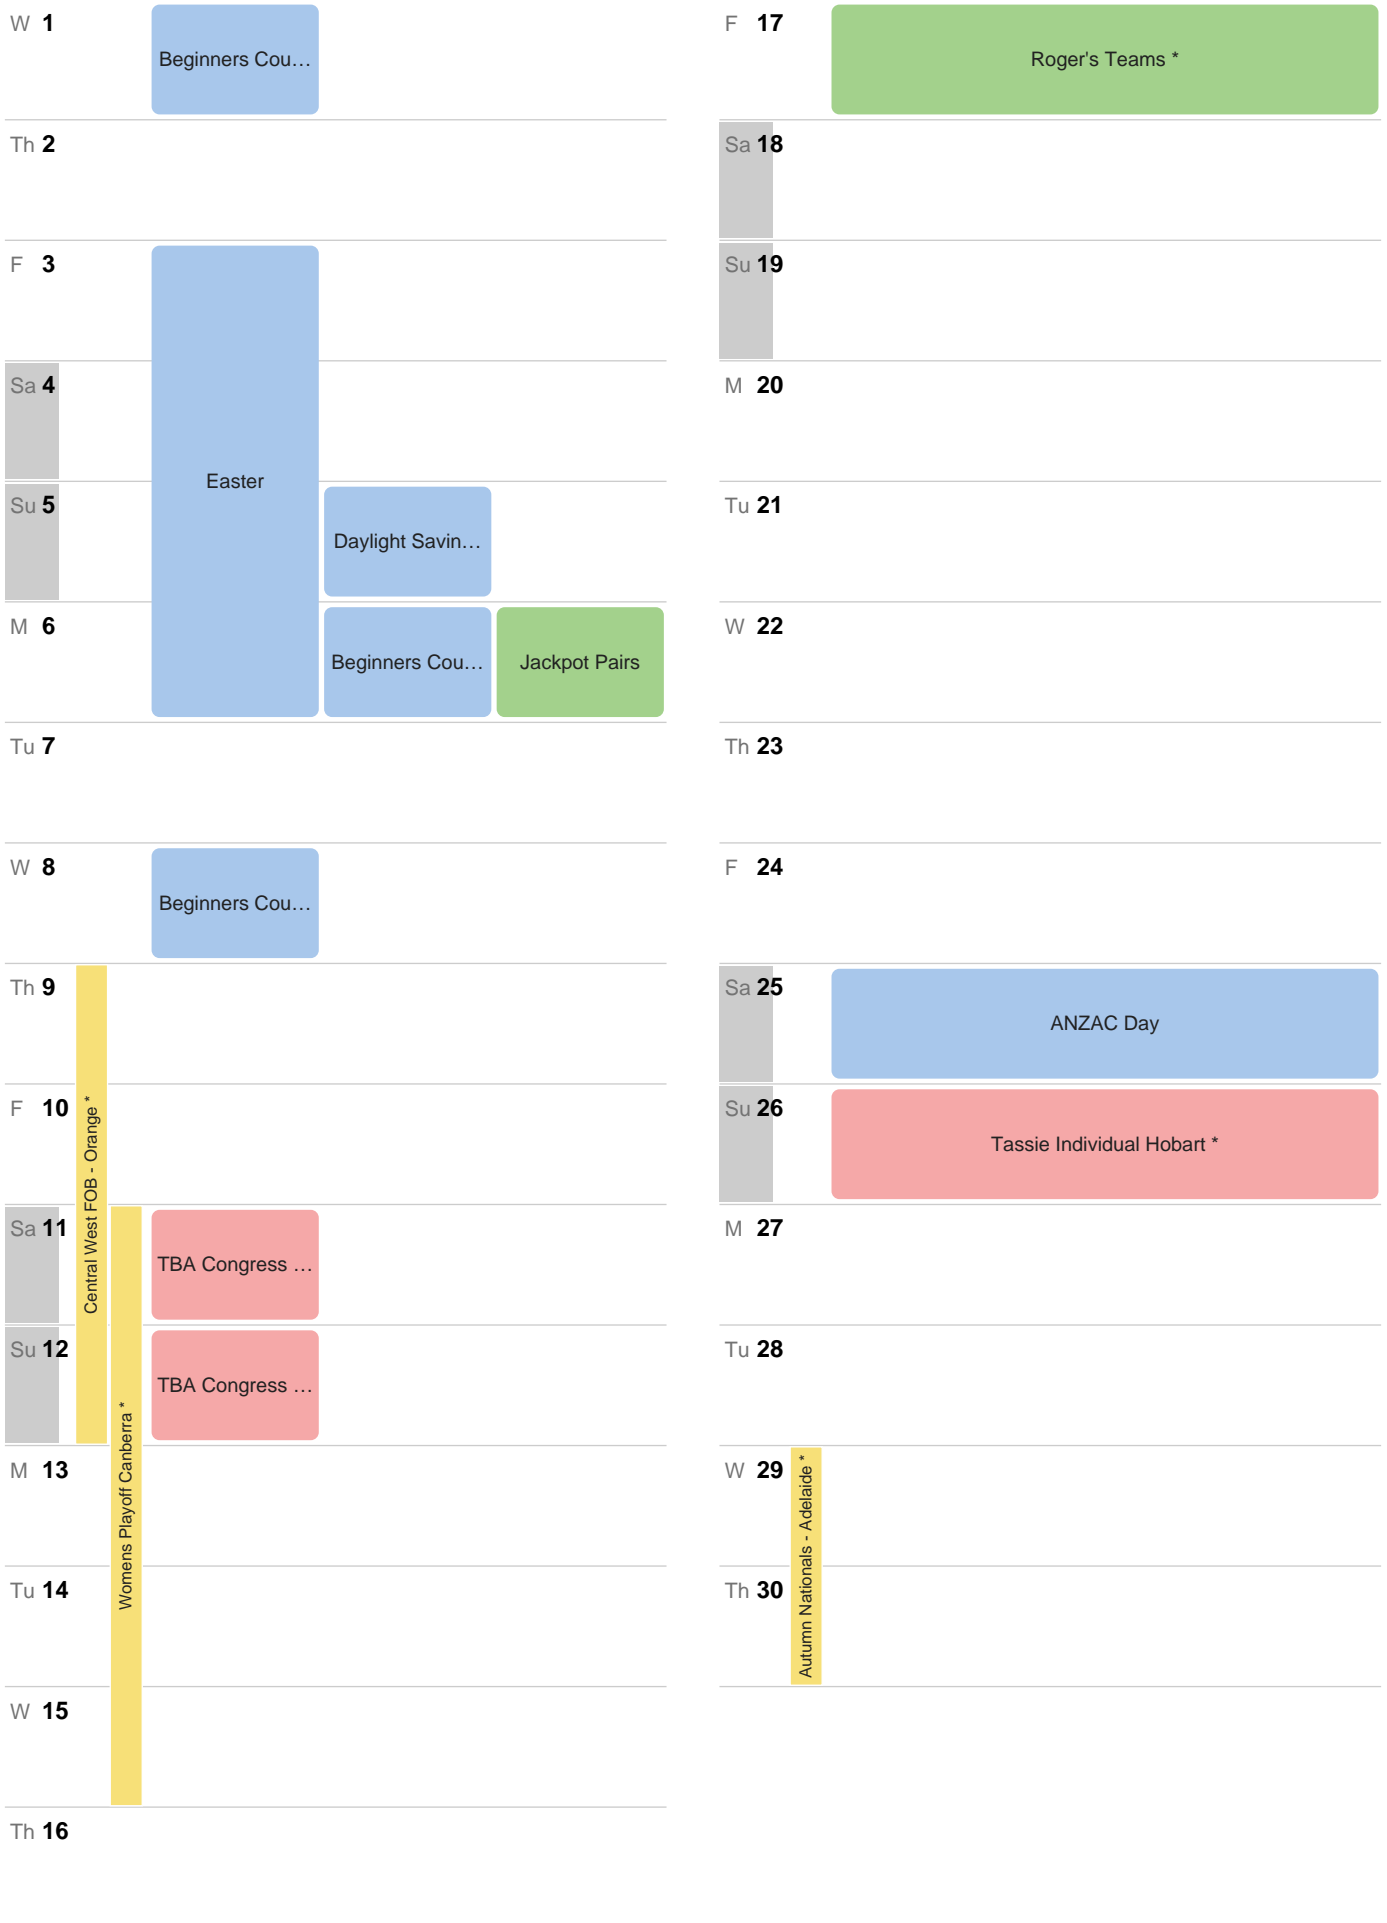 W 1
Beginners Cou…
Th 2
F 3
Sa 4
Easter
Su 5
Daylight Savin…
M 6
Beginners Cou…
Jackpot Pairs
Tu 7
W 8
Beginners Cou…
Th 9
Central West FOB - Orange *
F 10
Sa 11
Womens Playoff Canberra *
TBA Congress …
Su 12
TBA Congress …
M 13
Tu 14
W 15
Th 16
F 17
Roger's Teams *
Sa 18
Su 19
M 20
Tu 21
W 22
Th 23
F 24
Sa 25
ANZAC Day
Su 26
Tassie Individual Hobart *
M 27
Tu 28
W 29
Autumn Nationals - Adelaide *
Th 30